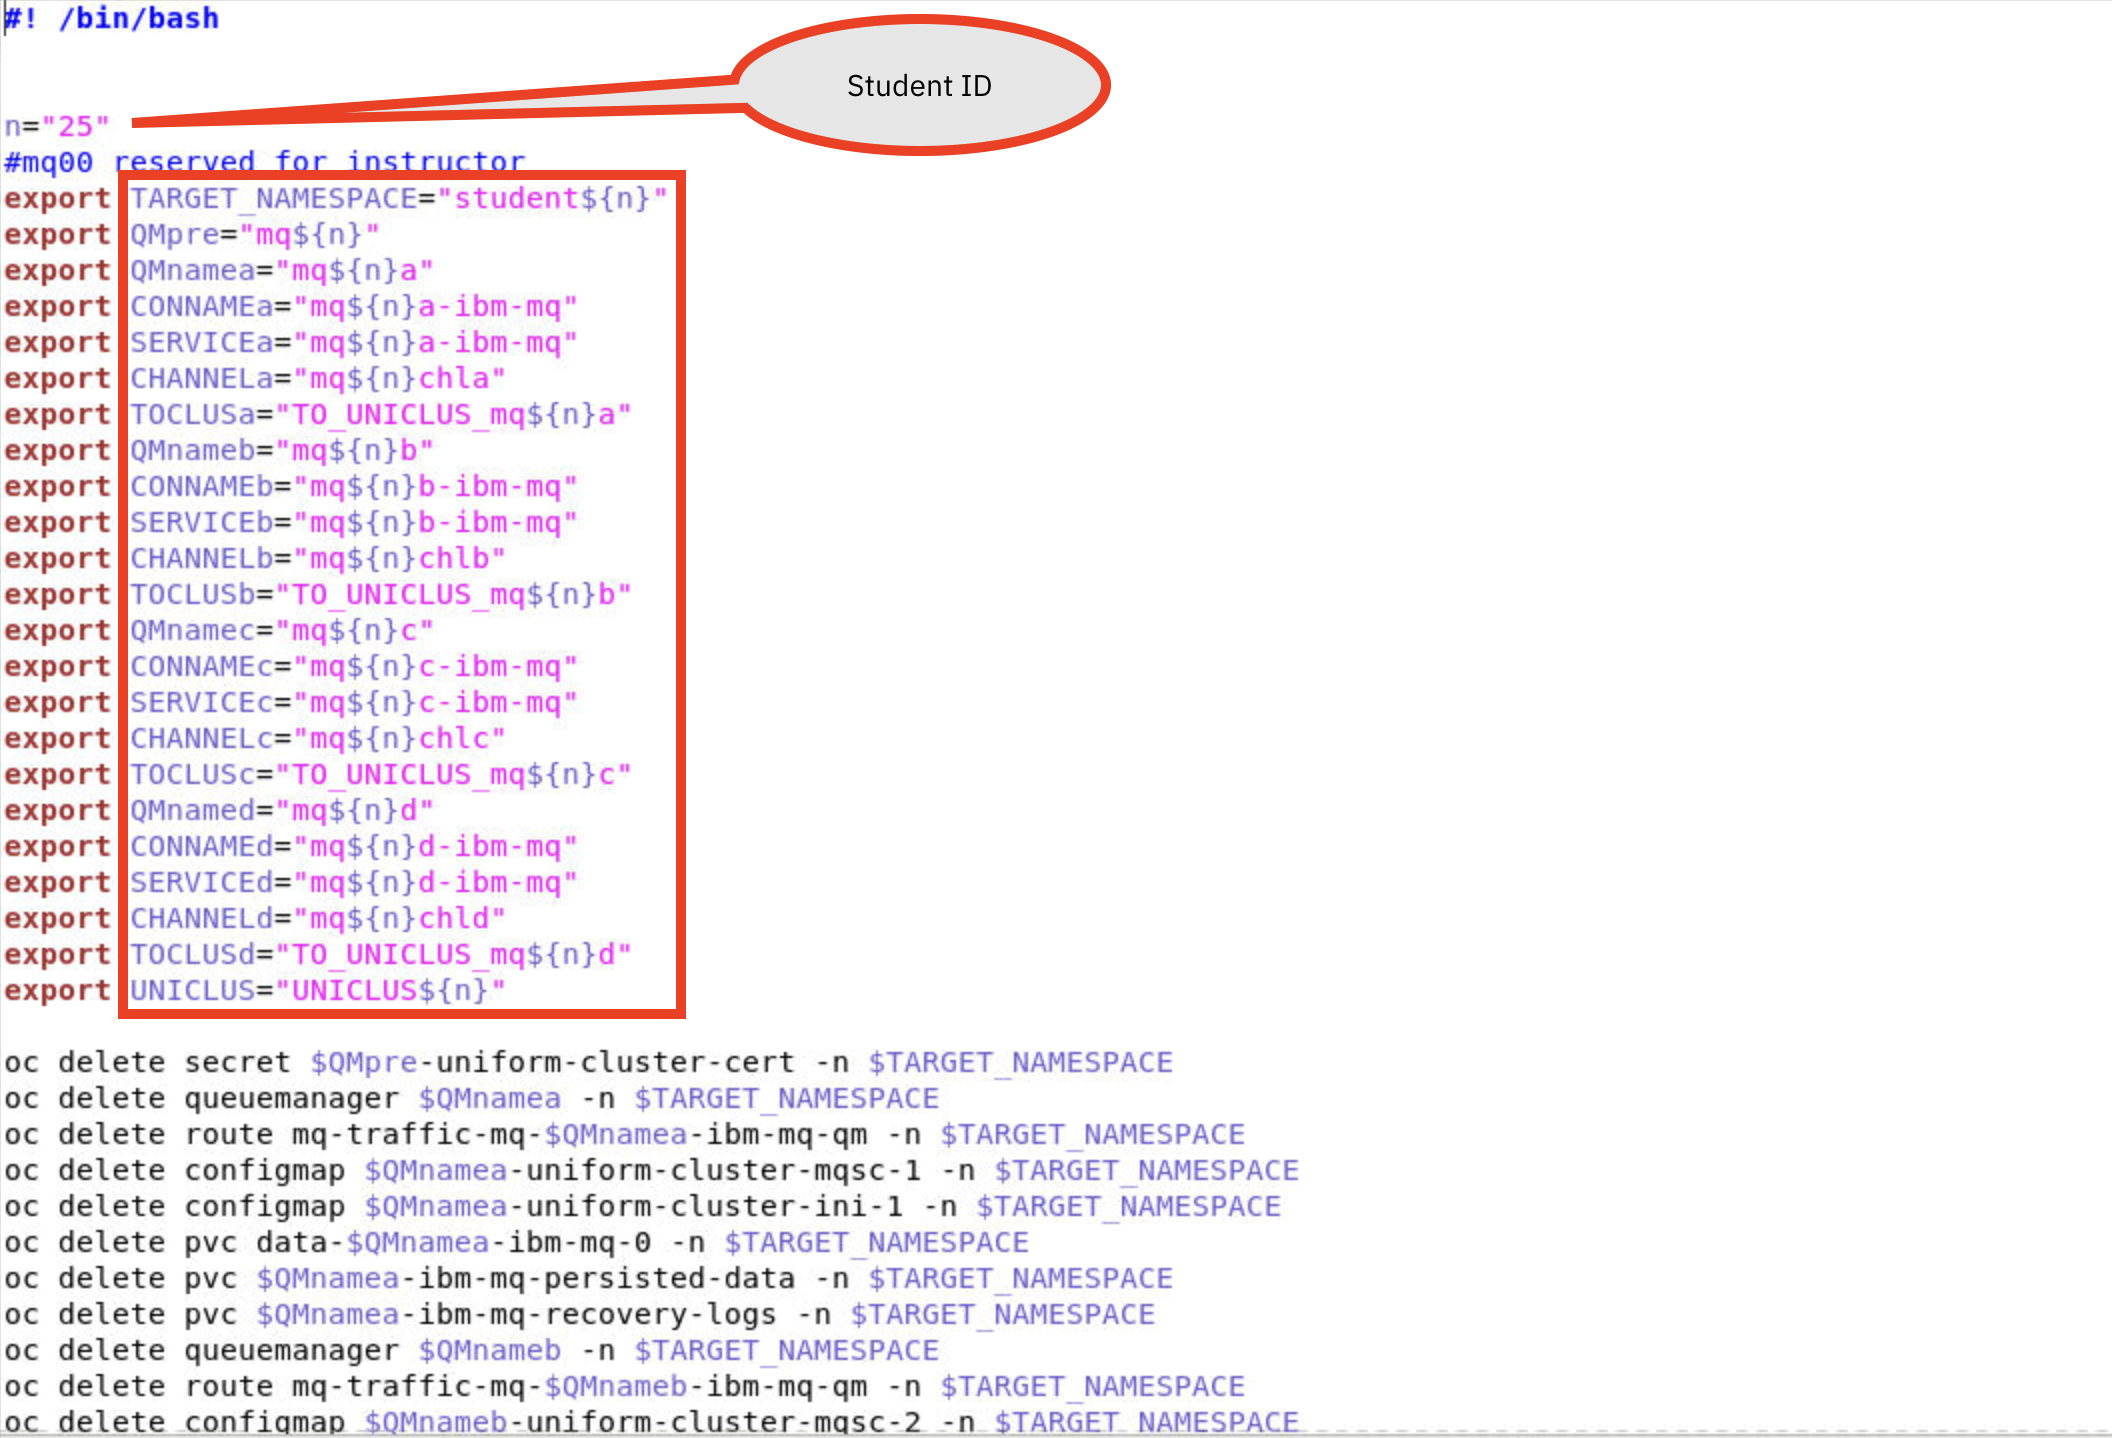 #! /bin/bash
Student ID
n="25"
#mq00 reserved for instructor
export TARGET_NAMESPACE="student${n}"
export QMpre="mq${n}"
export QMnamea="mq${n}a"
export CONNAMEa="mq${n}a-ibm-mq"
export SERVICEa="mq${n}a-ibm-mq"
export CHANNELa="mq${n}chla"
export TOCLUSa="TO_UNICLUS_mq${n}a"
export QMnameb="mq${n}b"
export CONNAMEb="mq${n}b-ibm-mq"
export SERVICEb="mq${n}b-ibm-mq"
export CHANNELb="mq${n}chlb"
export TOCLUSb="TO_UNICLUS_mq${n}b"
export QMnamec="mq${n}c"
export CONNAMEc="mq${n}c-ibm-mq"
export SERVICEc="mq${n}c-ibm-mq"
export CHANNELc="mq${n}chlc"
export TOCLUSc="TO_UNICLUS_mq${n}c"
export QMnamed="mq${n}d"
export CONNAMEd="mq${n}d-ibm-mq"
export SERVICEd="mq${n}d-ibm-mq"
export CHANNELd="mq${n}chld"
export TOCLUSd="TO_UNICLUS_mq${n}d"
export UNICLUS="UNICLUS${n}"
oc delete secret $QMpre-uniform-cluster-cert -n $TARGET_NAMESPACE
oc delete queuemanager $QMnamea -n $TARGET_NAMESPACE
oc delete route mq-traffic-mq-$QMnamea-ibm-mq-qm -n $TARGET_NAMESPACE
oc delete configmap $QMnamea-uniform-cluster-mqsc-1 -n $TARGET_NAMESPACE
oc delete configmap $QMnamea-uniform-cluster-ini-1 -n $TARGET_NAMESPACE
oc delete pvc data-$QMnamea-ibm-mq-0 -n $TARGET_NAMESPACE
oc delete pvc $QMnamea-ibm-mq-persisted-data -n $TARGET_NAMESPACE
oc delete pvc $QMnamea-ibm-mq-recovery-logs -n $TARGET_NAMESPACE
oc delete queuemanager $QMnameb -n $TARGET_NAMESPACE
oc delete route mq-traffic-mq-$QMnameb-ibm-mq-qm -n $TARGET_NAMESPACE
oc delete configmap $QMnameb-uniform-cluster-mqsc-2 -n $TARGET_NAMESPACE